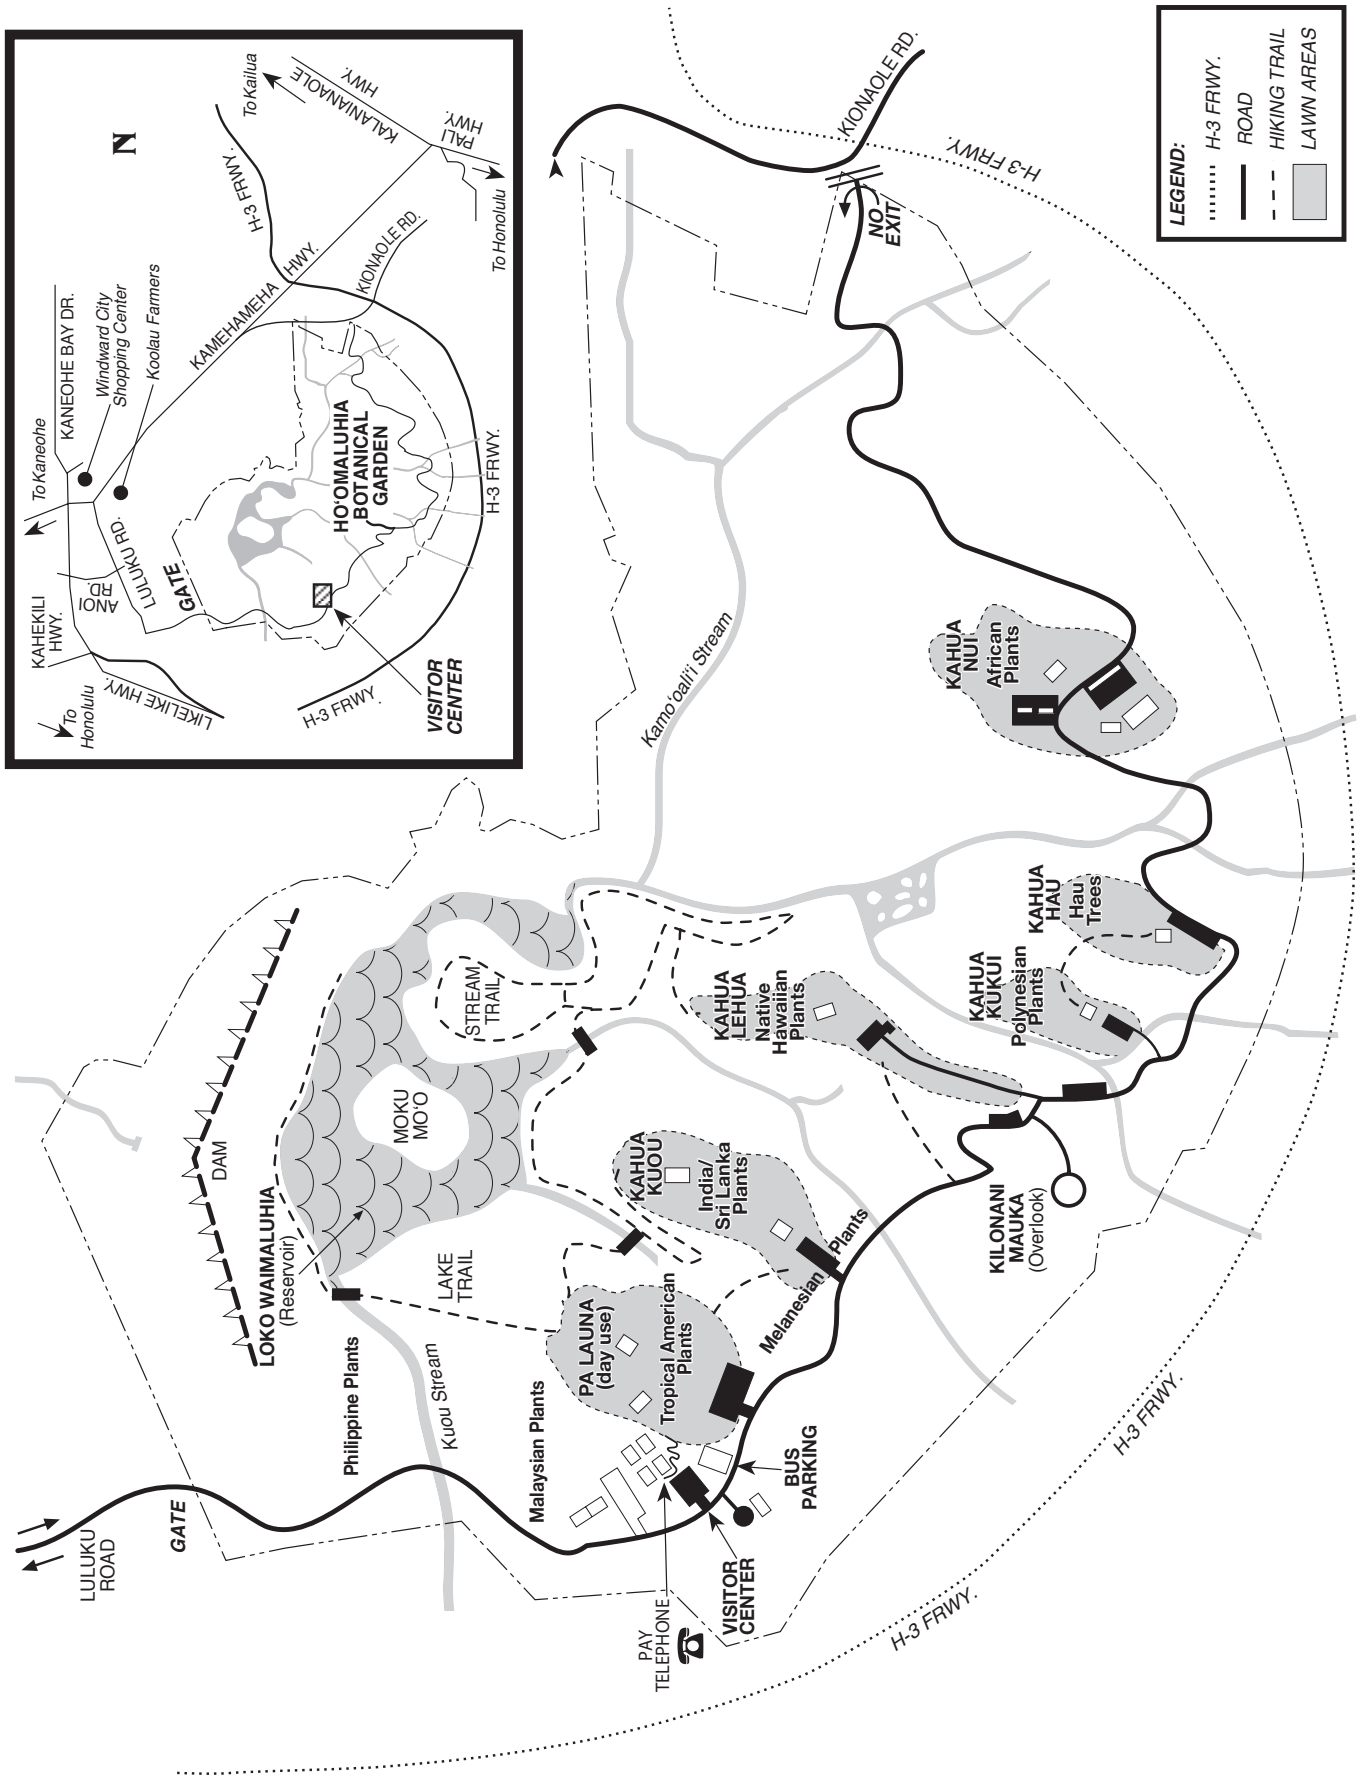 N
To Kailua
KALANIANAOLE
HWY.
PALI
HWY.
To Honolulu
H-3 FRWY.
KIONAOLE RD.
KAMEHAMEHA HWY.
KANEOHE BAY DR.
Windward City
Shopping Center
Koolau Farmers
To Kaneohe
LULUKU RD.
ANOI
RD.
KAHEKILI
HWY.
To
Honolulu
LIKELIKE HWY.
GATE
HO‘OMALUHIA
BOTANICAL
GARDEN
H-3 FRWY.
H-3 FRWY.
VISITOR
CENTER
LEGEND:
H-3 FRWY.
ROAD
HIKING TRAIL
LAWN AREAS
KIONAOLE RD.
H-3 FRWY.
NO
EXIT
Kamo‘oali‘i Stream
KAHUA
NUI
African
Plants
KAHUA
HAU
Hau
Trees
KAHUA
KUKUI
Polynesian
Plants
KAHUA
LEHUA
Native
Hawaiian
Plants
STREAM
TRAIL
MOKU
MO‘O
DAM
LOKO WAIMALUHIA
(Reservoir)
LAKE
TRAIL
KAHUA
KUOU
India/
Sri Lanka
Plants
KILONANI
MAUKA
(Overlook)
Melanesian Plants
PA LAUNA
(day use)
Tropical American
Plants
Philippine Plants
Kuou Stream
Malaysian Plants
BUS
PARKING
VISITOR
CENTER
PAY
TELEPHONE
GATE
LULUKU
ROAD
H-3 FRWY.
H-3 FRWY.